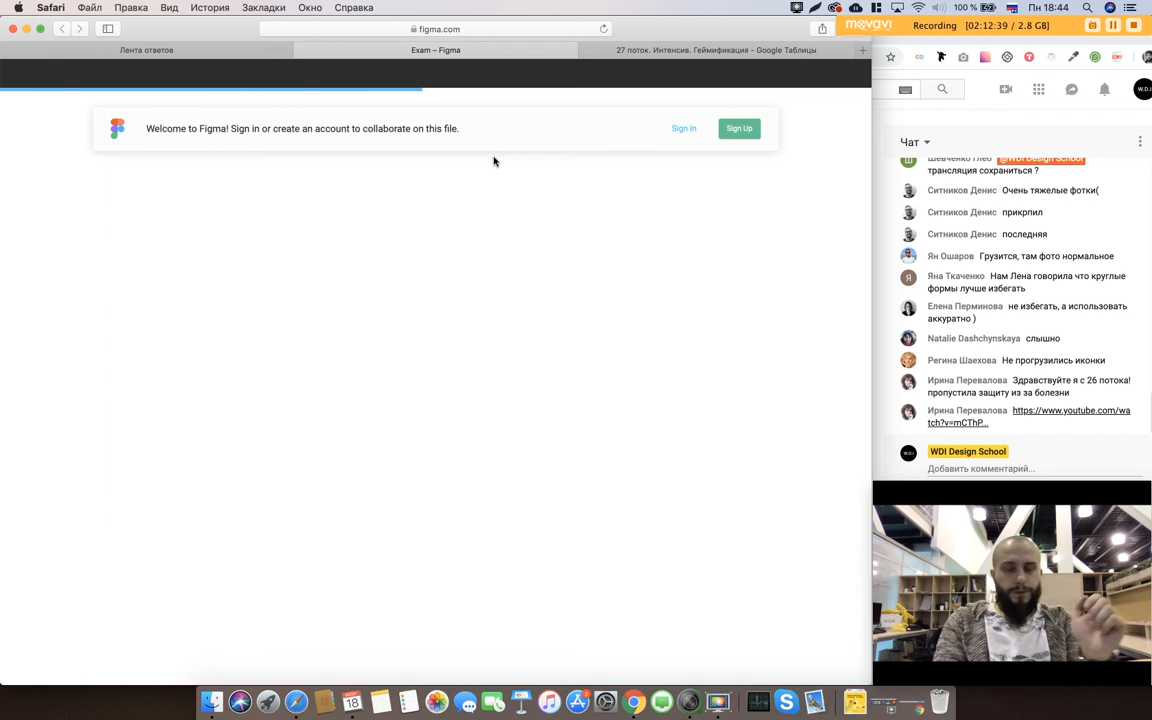 Safari Файл Правка Вид История Закладки Окно Справка
100 % Пн 18:44
figma.com
movavi Recording [02:12:39 / 2.8 GB]
Лента ответов
Exam – Figma
27 поток. Интенсив. Геймификация - Google Таблицы
Welcome to Figma! Sign in or create an account to collaborate on this file.
Sign In
Sign Up
W.D.I
Чат
Шевченко Глеб @WDI Design School
трансляция сохраниться ?
Ситников Денис Очень тяжелые фотки(
Ситников Денис прикрпил
Ситников Денис последняя
Ян Ошаров Грузится, там фото нормальное
Яна Ткаченко Нам Лена говорила что круглые
формы лучше избегать
Елена Перминова не избегать, а использовать
аккуратно )
Natalie Dashchynskaya слышно
Регина Шаехова Не прогрузились иконки
Ирина Перевалова Здравствуйте я с 26 потока!
пропустила защиту из за болезни
Ирина Перевалова https://www.youtube.com/wa
tch?v=mCThP...
WDI Design School
Добавить комментарий...
18